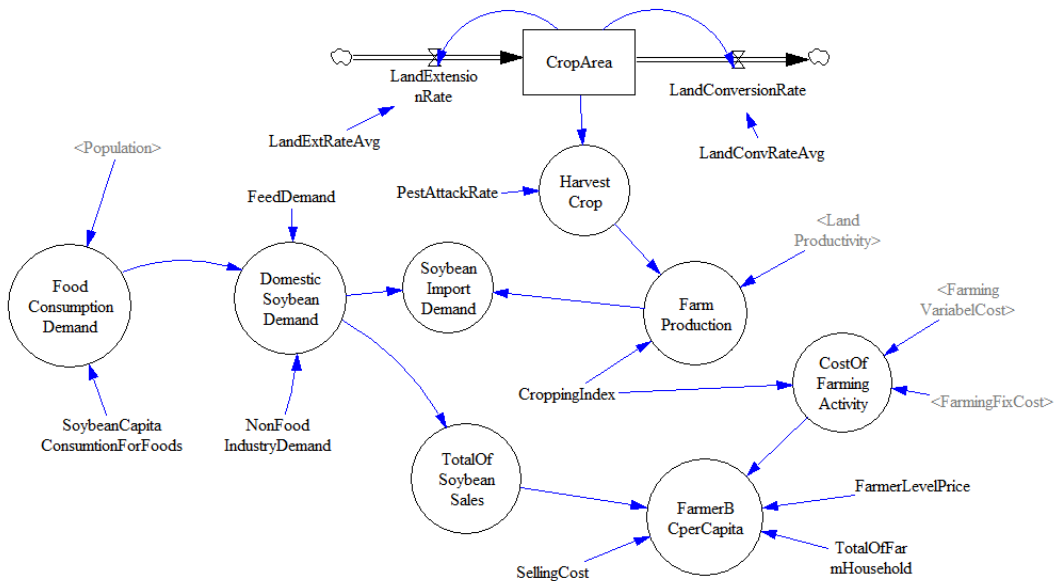 CropArea
LandExtensio
nRate
LandConversionRate
LandExtRateAvg
LandConvRateAvg
<Population>
PestAttackRate
Harvest
Crop
FeedDemand
<Land
Productivity>
Food
Consumption
Demand
Domestic
Soybean
Demand
Soybean
Import
Demand
Farm
Production
<Farming
VariabelCost>
CostOf
Farming
Activity
CroppingIndex
<FarmingFixCost>
SoybeanCapita
ConsumtionForFoods
NonFood
IndustryDemand
TotalOf
Soybean
Sales
FarmerB
CperCapita
FarmerLevelPrice
SellingCost
TotalOfFar
mHousehold